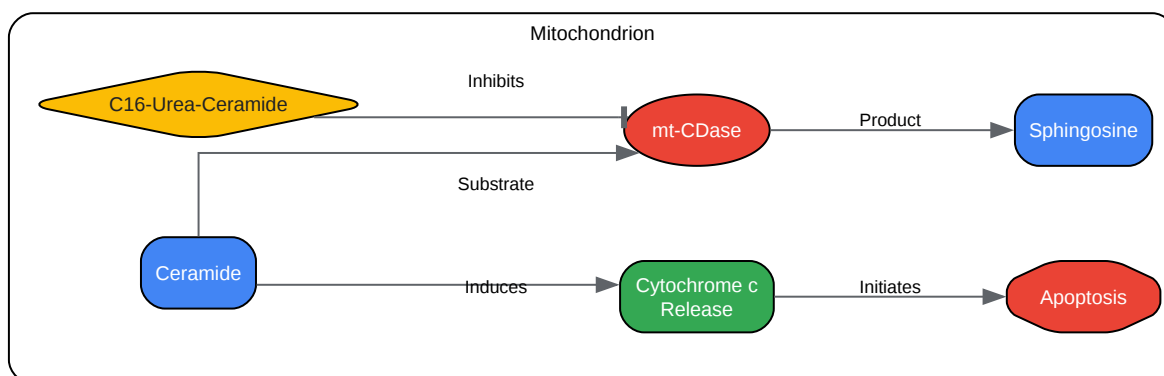 Mitochondrion
C16-Urea-Ceramide
Inhibits
mt-CDase
Product
Sphingosine
Substrate
Ceramide
Induces
Cytochrome c
Release
Initiates
Apoptosis